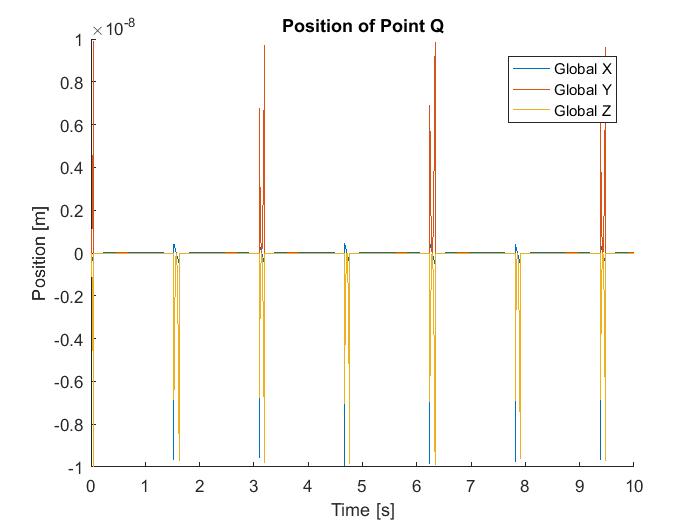 Position of Point Q
×10⁻⁸
1
0.8
0.6
0.4
0.2
0
-0.2
-0.4
-0.6
-0.8
-1
Position [m]
Global X
Global Y
Global Z
0 1 2 3 4 5 6 7 8 9 10
Time [s]